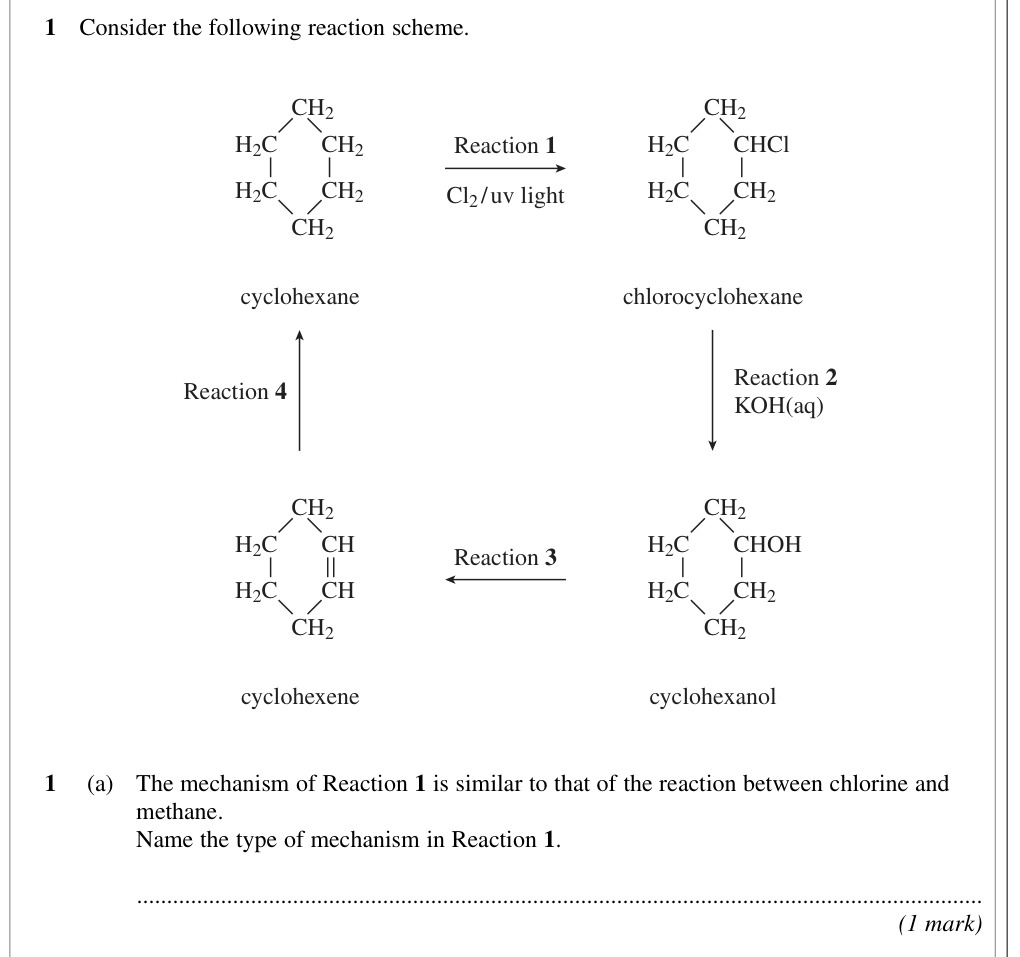 1 Consider the following reaction scheme.
CH₂ CH₂
H₂C CH₂ Reaction 1 H₂C CHCl
H₂C CH₂ Cl₂/uv light H₂C CH₂
CH₂ CH₂
cyclohexane chlorocyclohexane
Reaction 4 Reaction 2
KOH(aq)
CH₂ CH₂
H₂C CH Reaction 3 H₂C CHOH
H₂C CH H₂C CH₂
CH₂ CH₂
cyclohexene cyclohexanol
1 (a) The mechanism of Reaction 1 is similar to that of the reaction between chlorine and
methane.
Name the type of mechanism in Reaction 1.
(1 mark)